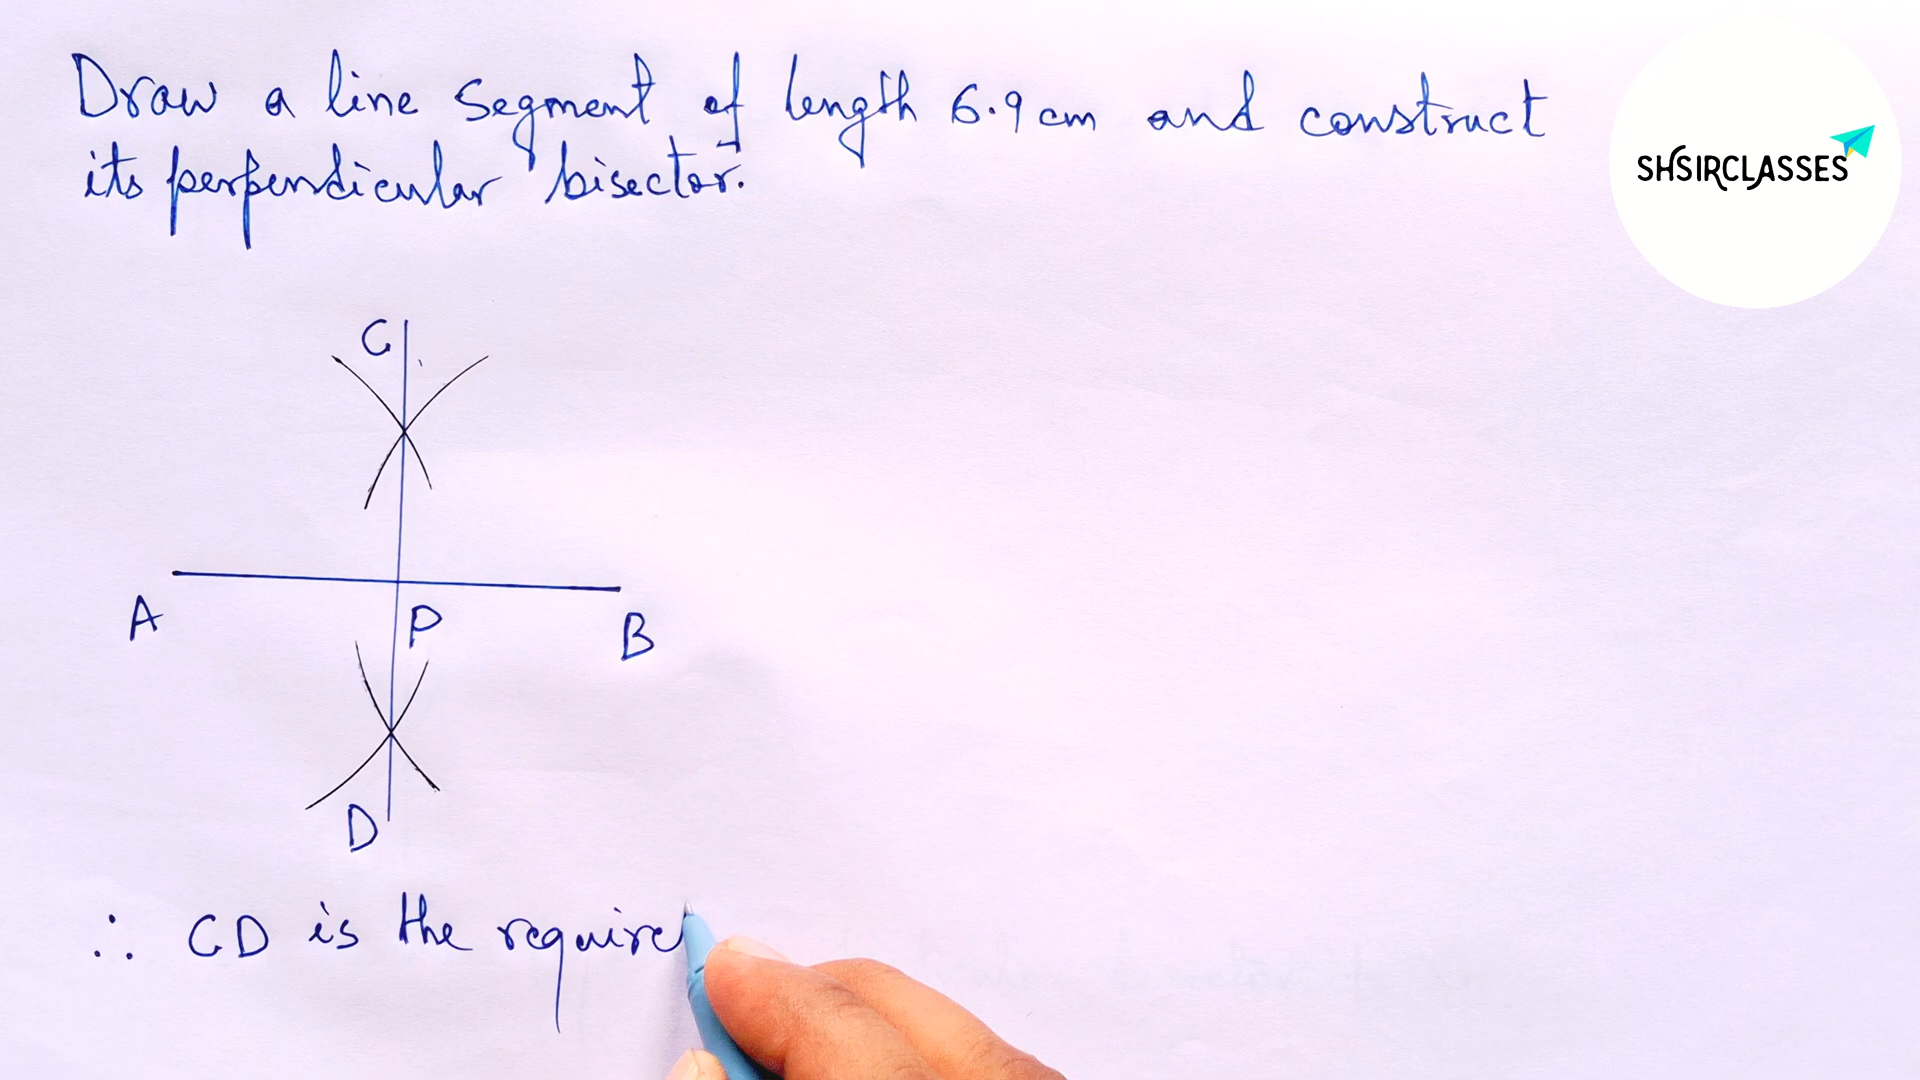 Draw a line segment of length 6.9 cm and construct
its perpendicular bisector.
SHSIRCLASSES
C
A
P
B
D
∴ CD is the require